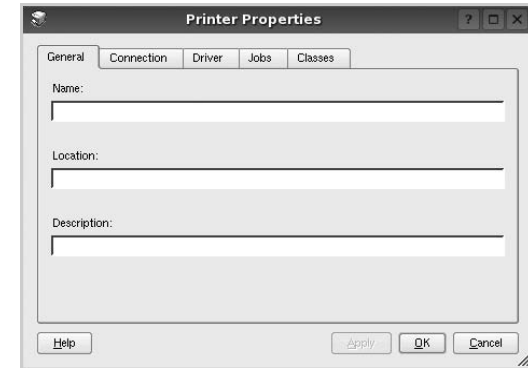 Printer Properties
General Connection Driver Jobs Classes
Name:
Location:
Description:
Help Apply OK Cancel